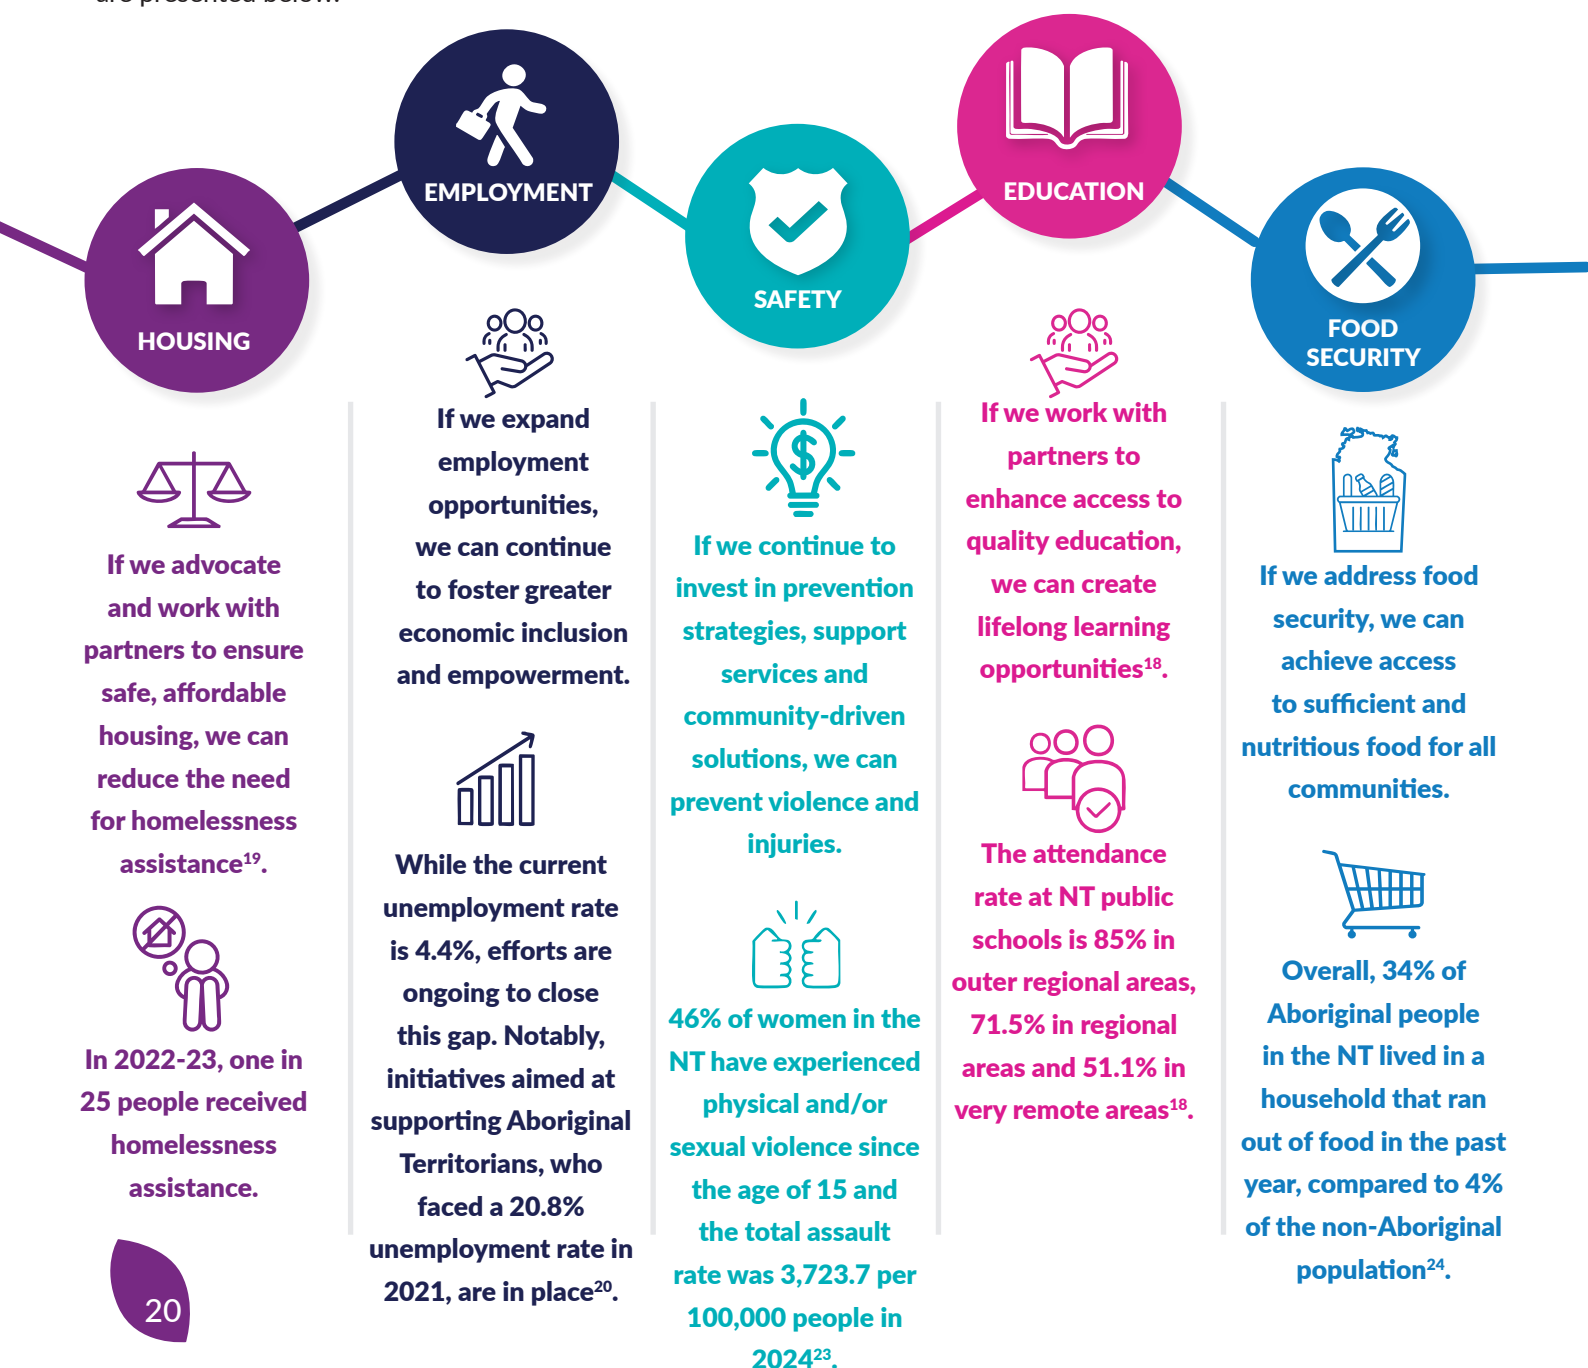 are presented below.
HOUSING
If we advocate
and work with
partners to ensure
safe, affordable
housing, we can
reduce the need
for homelessness
assistance¹⁹.
In 2022-23, one in
25 people received
homelessness
assistance.
EMPLOYMENT
If we expand
employment
opportunities,
we can continue
to foster greater
economic inclusion
and empowerment.
While the current
unemployment rate
is 4.4%, efforts are
ongoing to close
this gap. Notably,
initiatives aimed at
supporting Aboriginal
Territorians, who
faced a 20.8%
unemployment rate in
2021, are in place²⁰.
SAFETY
$
If we continue to
invest in prevention
strategies, support
services and
community-driven
solutions, we can
prevent violence and
injuries.
46% of women in the
NT have experienced
physical and/or
sexual violence since
the age of 15 and
the total assault
rate was 3,723.7 per
100,000 people in
2024²³.
EDUCATION
If we work with
partners to
enhance access to
quality education,
we can create
lifelong learning
opportunities¹⁸.
The attendance
rate at NT public
schools is 85% in
outer regional areas,
71.5% in regional
areas and 51.1% in
very remote areas¹⁸.
FOOD
SECURITY
If we address food
security, we can
achieve access
to sufficient and
nutritious food for all
communities.
Overall, 34% of
Aboriginal people
in the NT lived in a
household that ran
out of food in the past
year, compared to 4%
of the non-Aboriginal
population²⁴.
20